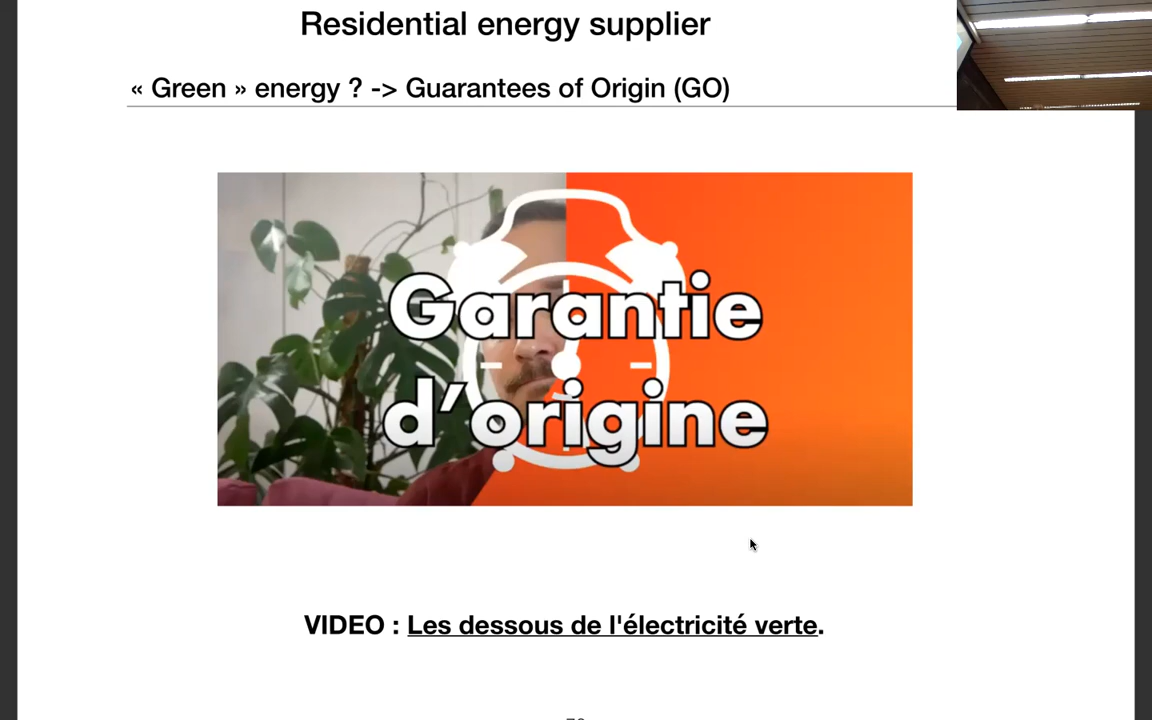 Residential energy supplier
« Green » energy ? -> Guarantees of Origin (GO)
Garantie
d'origine
VIDEO : Les dessous de l'électricité verte.